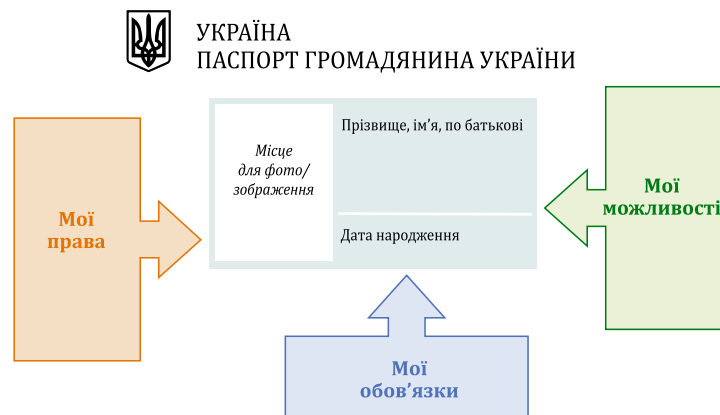 УКРАЇНА
ПАСПОРТ ГРОМАДЯНИНА УКРАЇНИ
Місце
для фото/
зображення
Прізвище, ім’я, по батькові
Дата народження
Мої
права
Мої
можливості
Мої
обов’язки